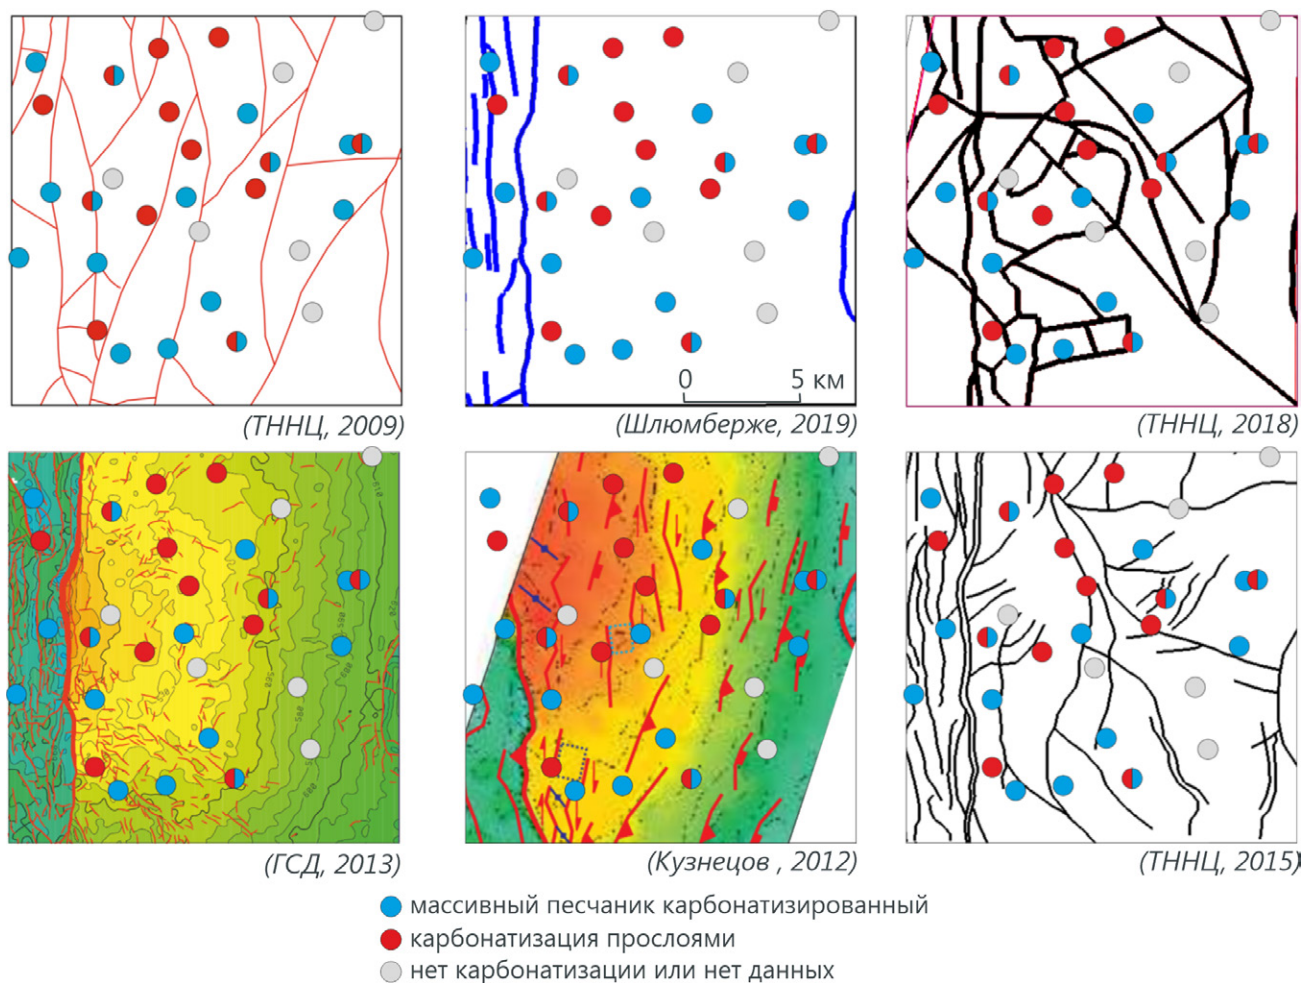 0 5 км
(ТННЦ, 2009)
(Шлюмберже, 2019)
(ТННЦ, 2018)
(ГСД, 2013)
(Кузнецов , 2012)
(ТННЦ, 2015)
массивный песчаник карбонатизированный
карбонатизация прослоями
нет карбонатизации или нет данных